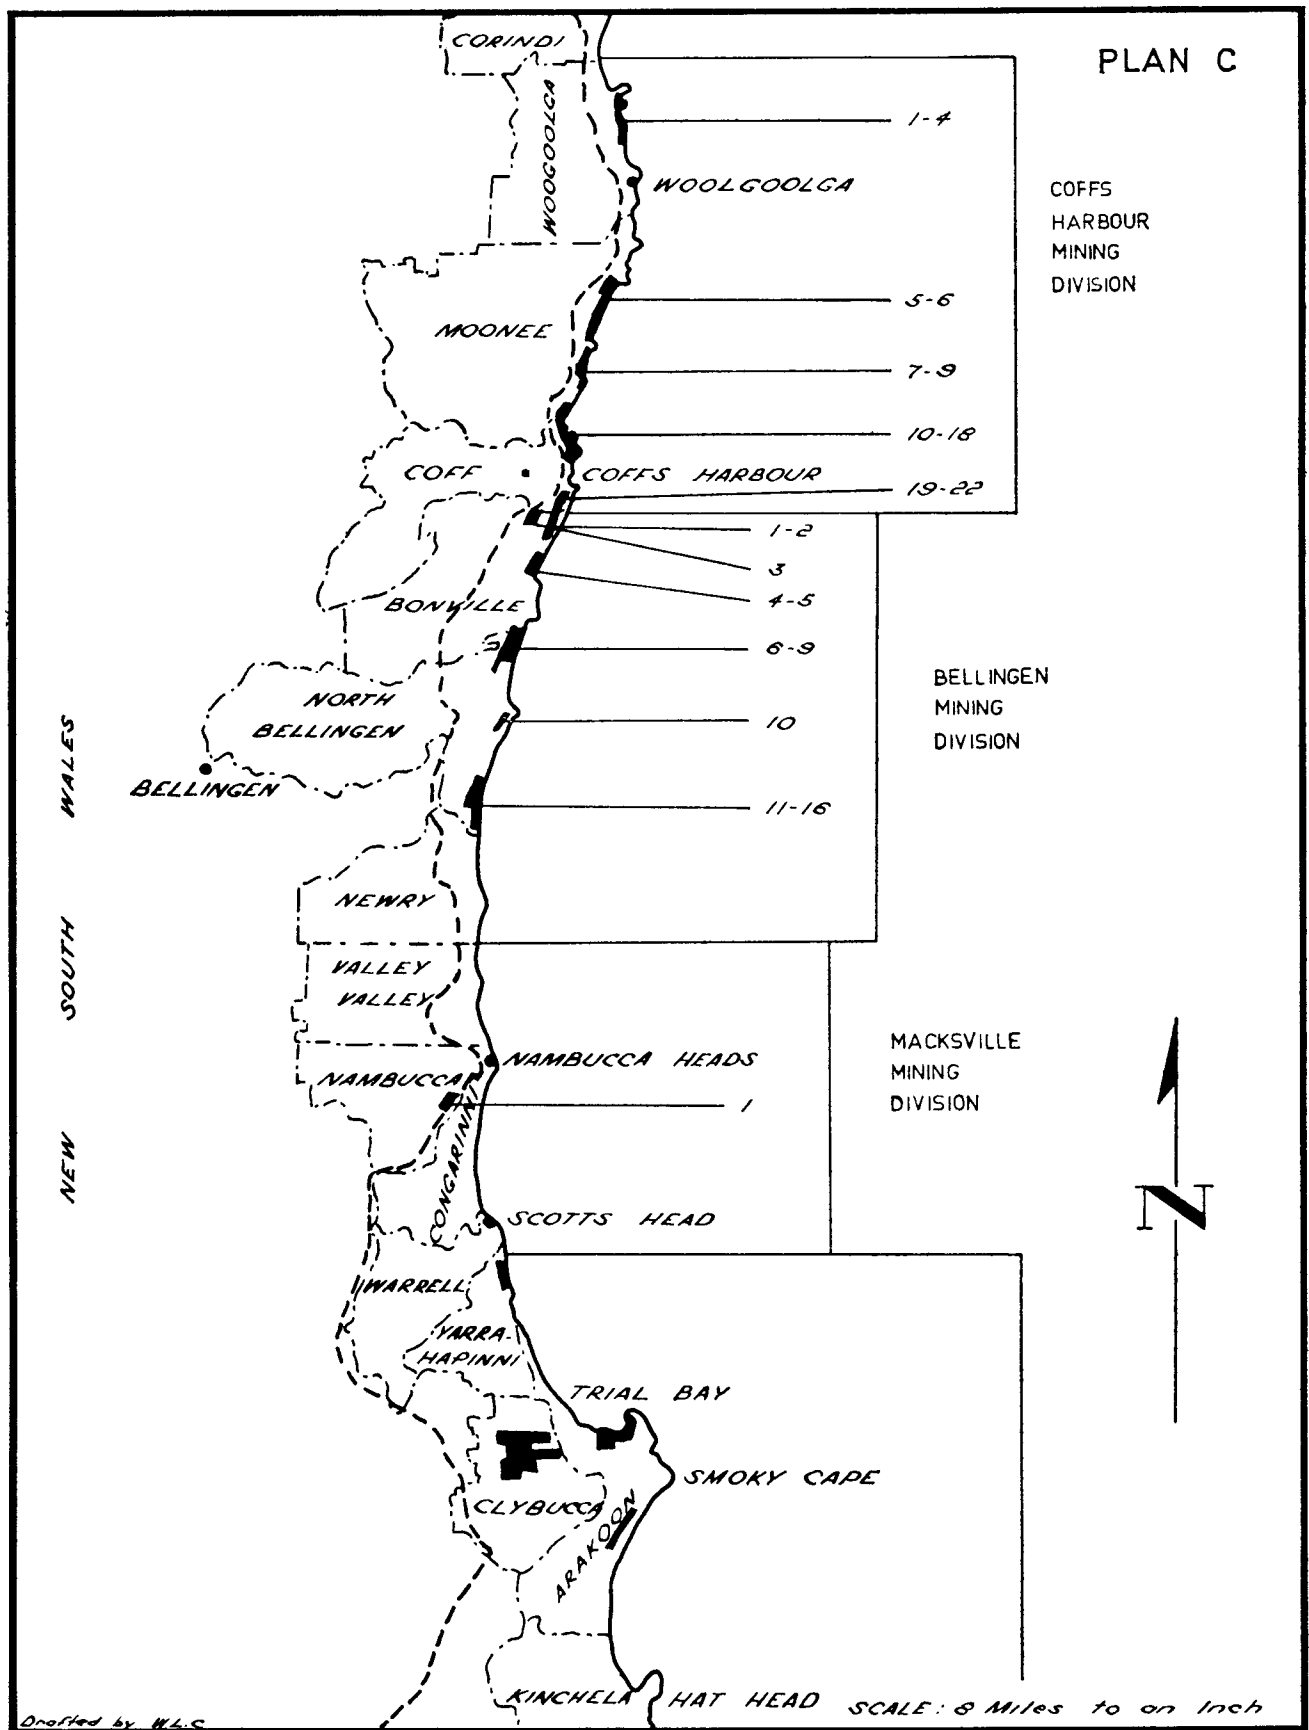 PLAN C
CORINDI
WOOGOOLGA
1-4
WOOLGOOLGA
COFFS
HARBOUR
MINING
DIVISION
5-6
MOONEE
7-9
10-18
COFF
COFFS HARBOUR
19-22
1-2
3
4-5
BONVILLE
6-9
BELLINGEN
MINING
DIVISION
NORTH
BELLINGEN
10
BELLINGEN
11-16
NEWRY
VALLEY
VALLEY
NEW SOUTH WALES
NAMBUCCA HEADS
MACKSVILLE
MINING
DIVISION
NAMBUCCA
1
CONGARINNI
N
SCOTTS HEAD
WARRELL
YARRA-
HAPINNI
TRIAL BAY
SMOKY CAPE
CLYBUCCA
ARAKOON
KINCHELA
HAT HEAD
SCALE: 8 Miles to an Inch
Drafted by W.L.C